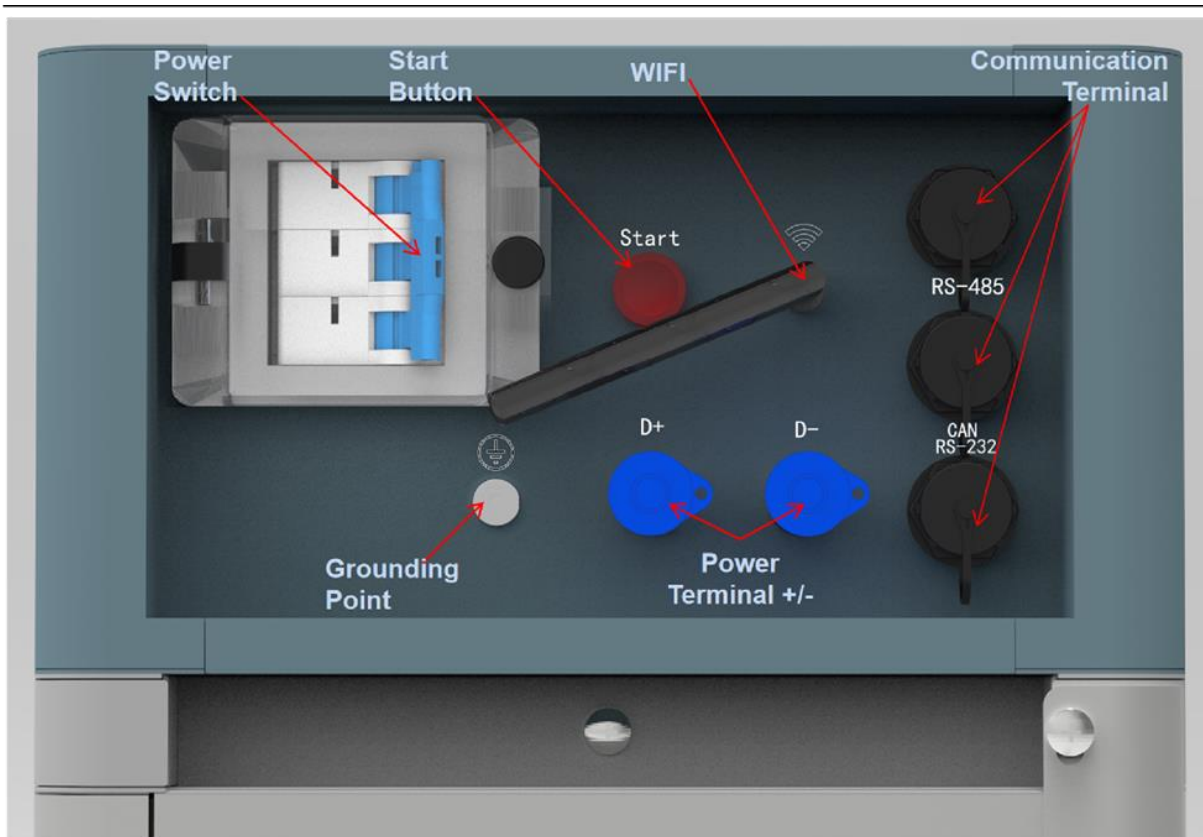 Power
Switch
Start
Button
WIFI
Communication
Terminal
Start
RS-485
D+
D-
CAN
RS-232
Grounding
Point
Power
Terminal +/-